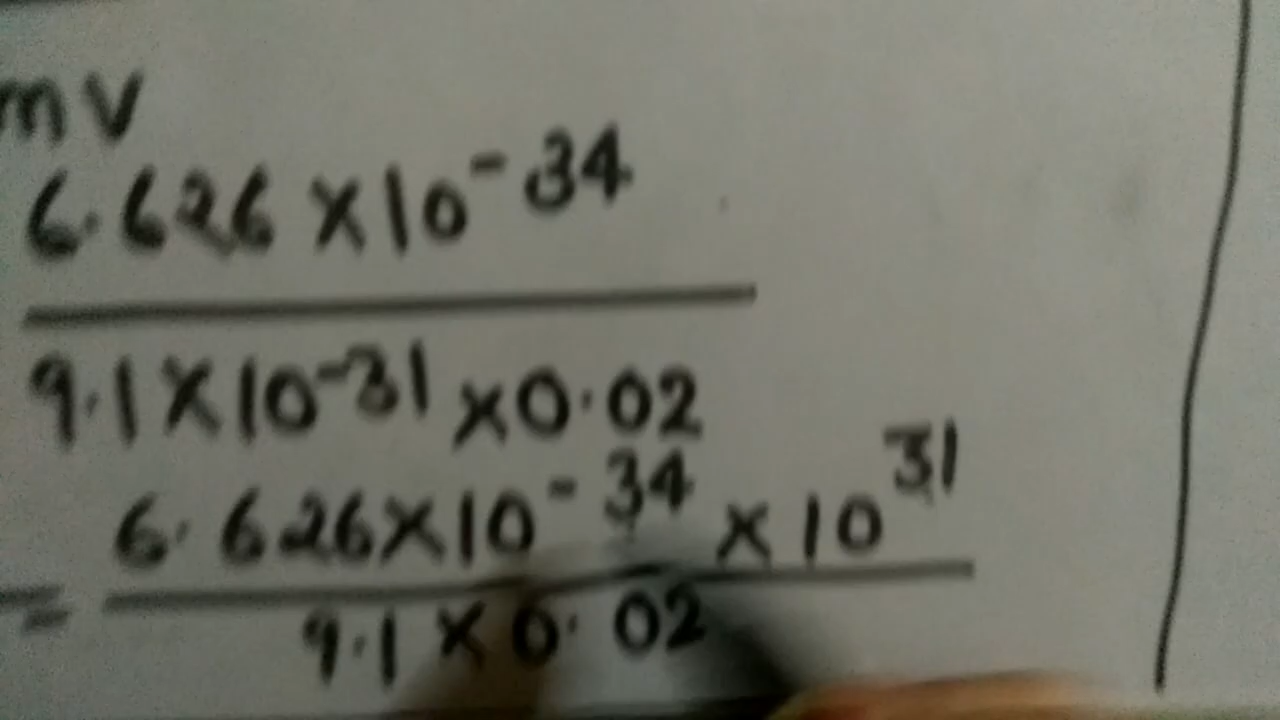 mv
6.626 × 10⁻³⁴
9.1 × 10⁻³¹ × 0.02
= 6.626 × 10⁻³⁴ × 10³¹
9.1 × 0.02